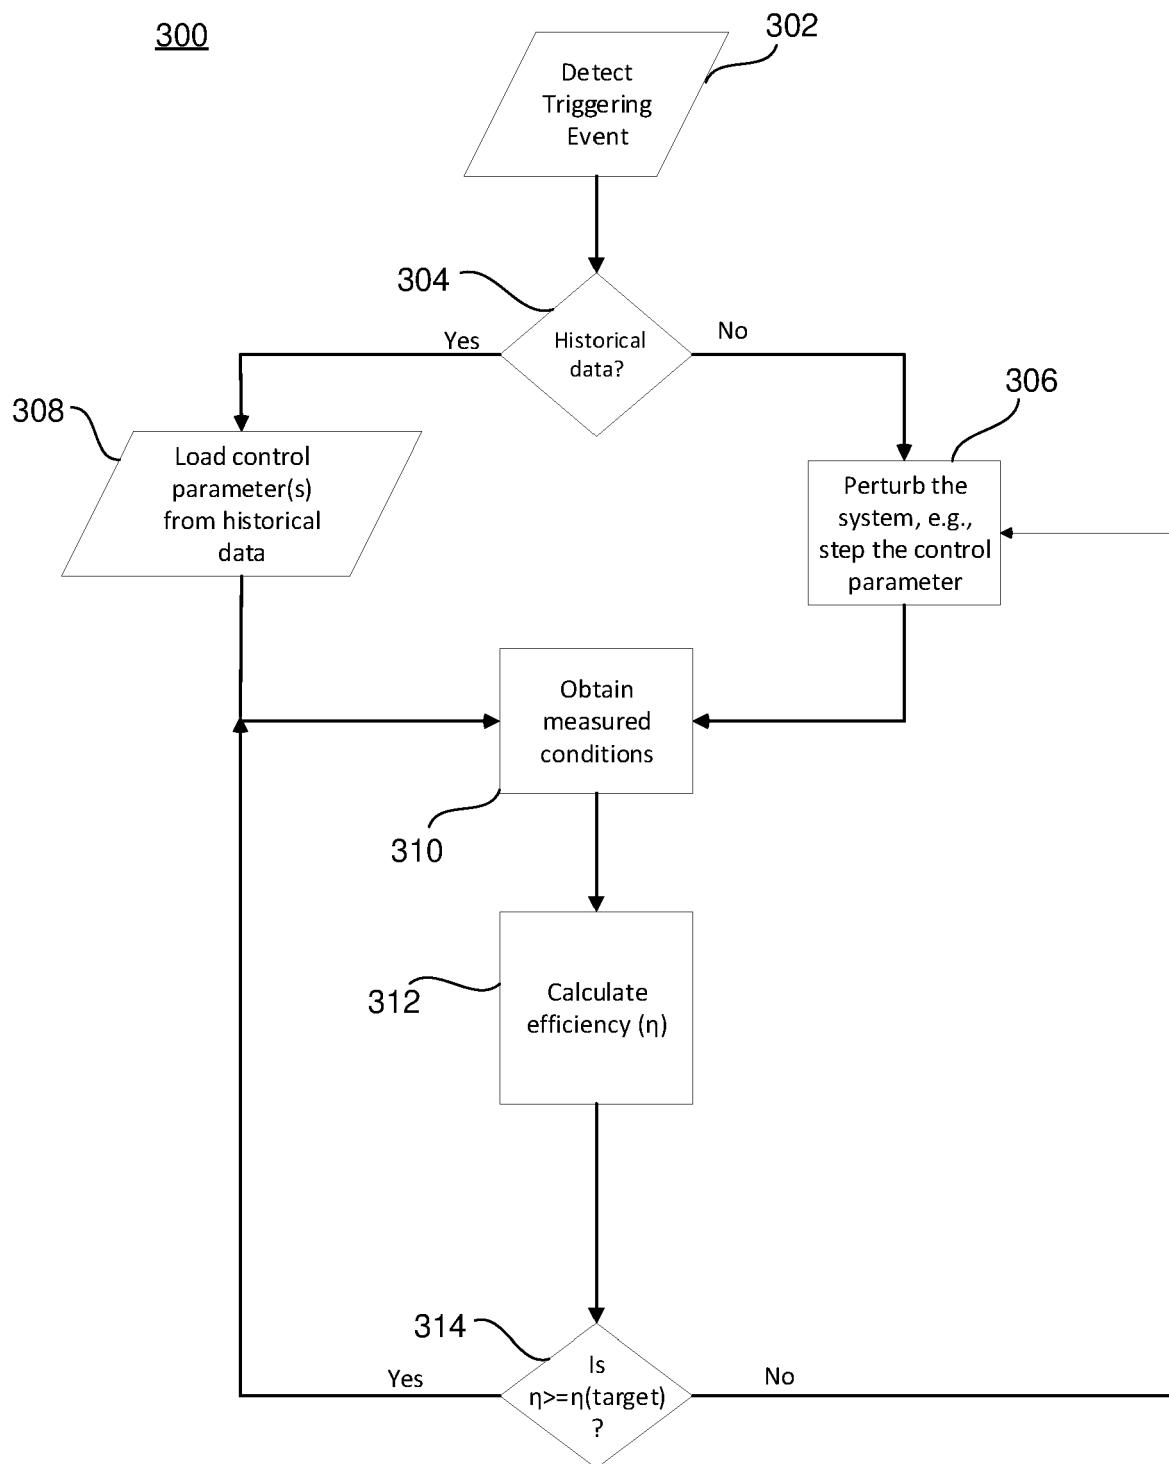 300
302
Detect
Triggering
Event
304
Yes
Historical
data?
No
308
Load control
parameter(s)
from historical
data
306
Perturb the
system, e.g.,
step the control
parameter
Obtain
measured
conditions
310
312
Calculate
efficiency (η)
314
Yes
Is
η>=η(target)
?
No